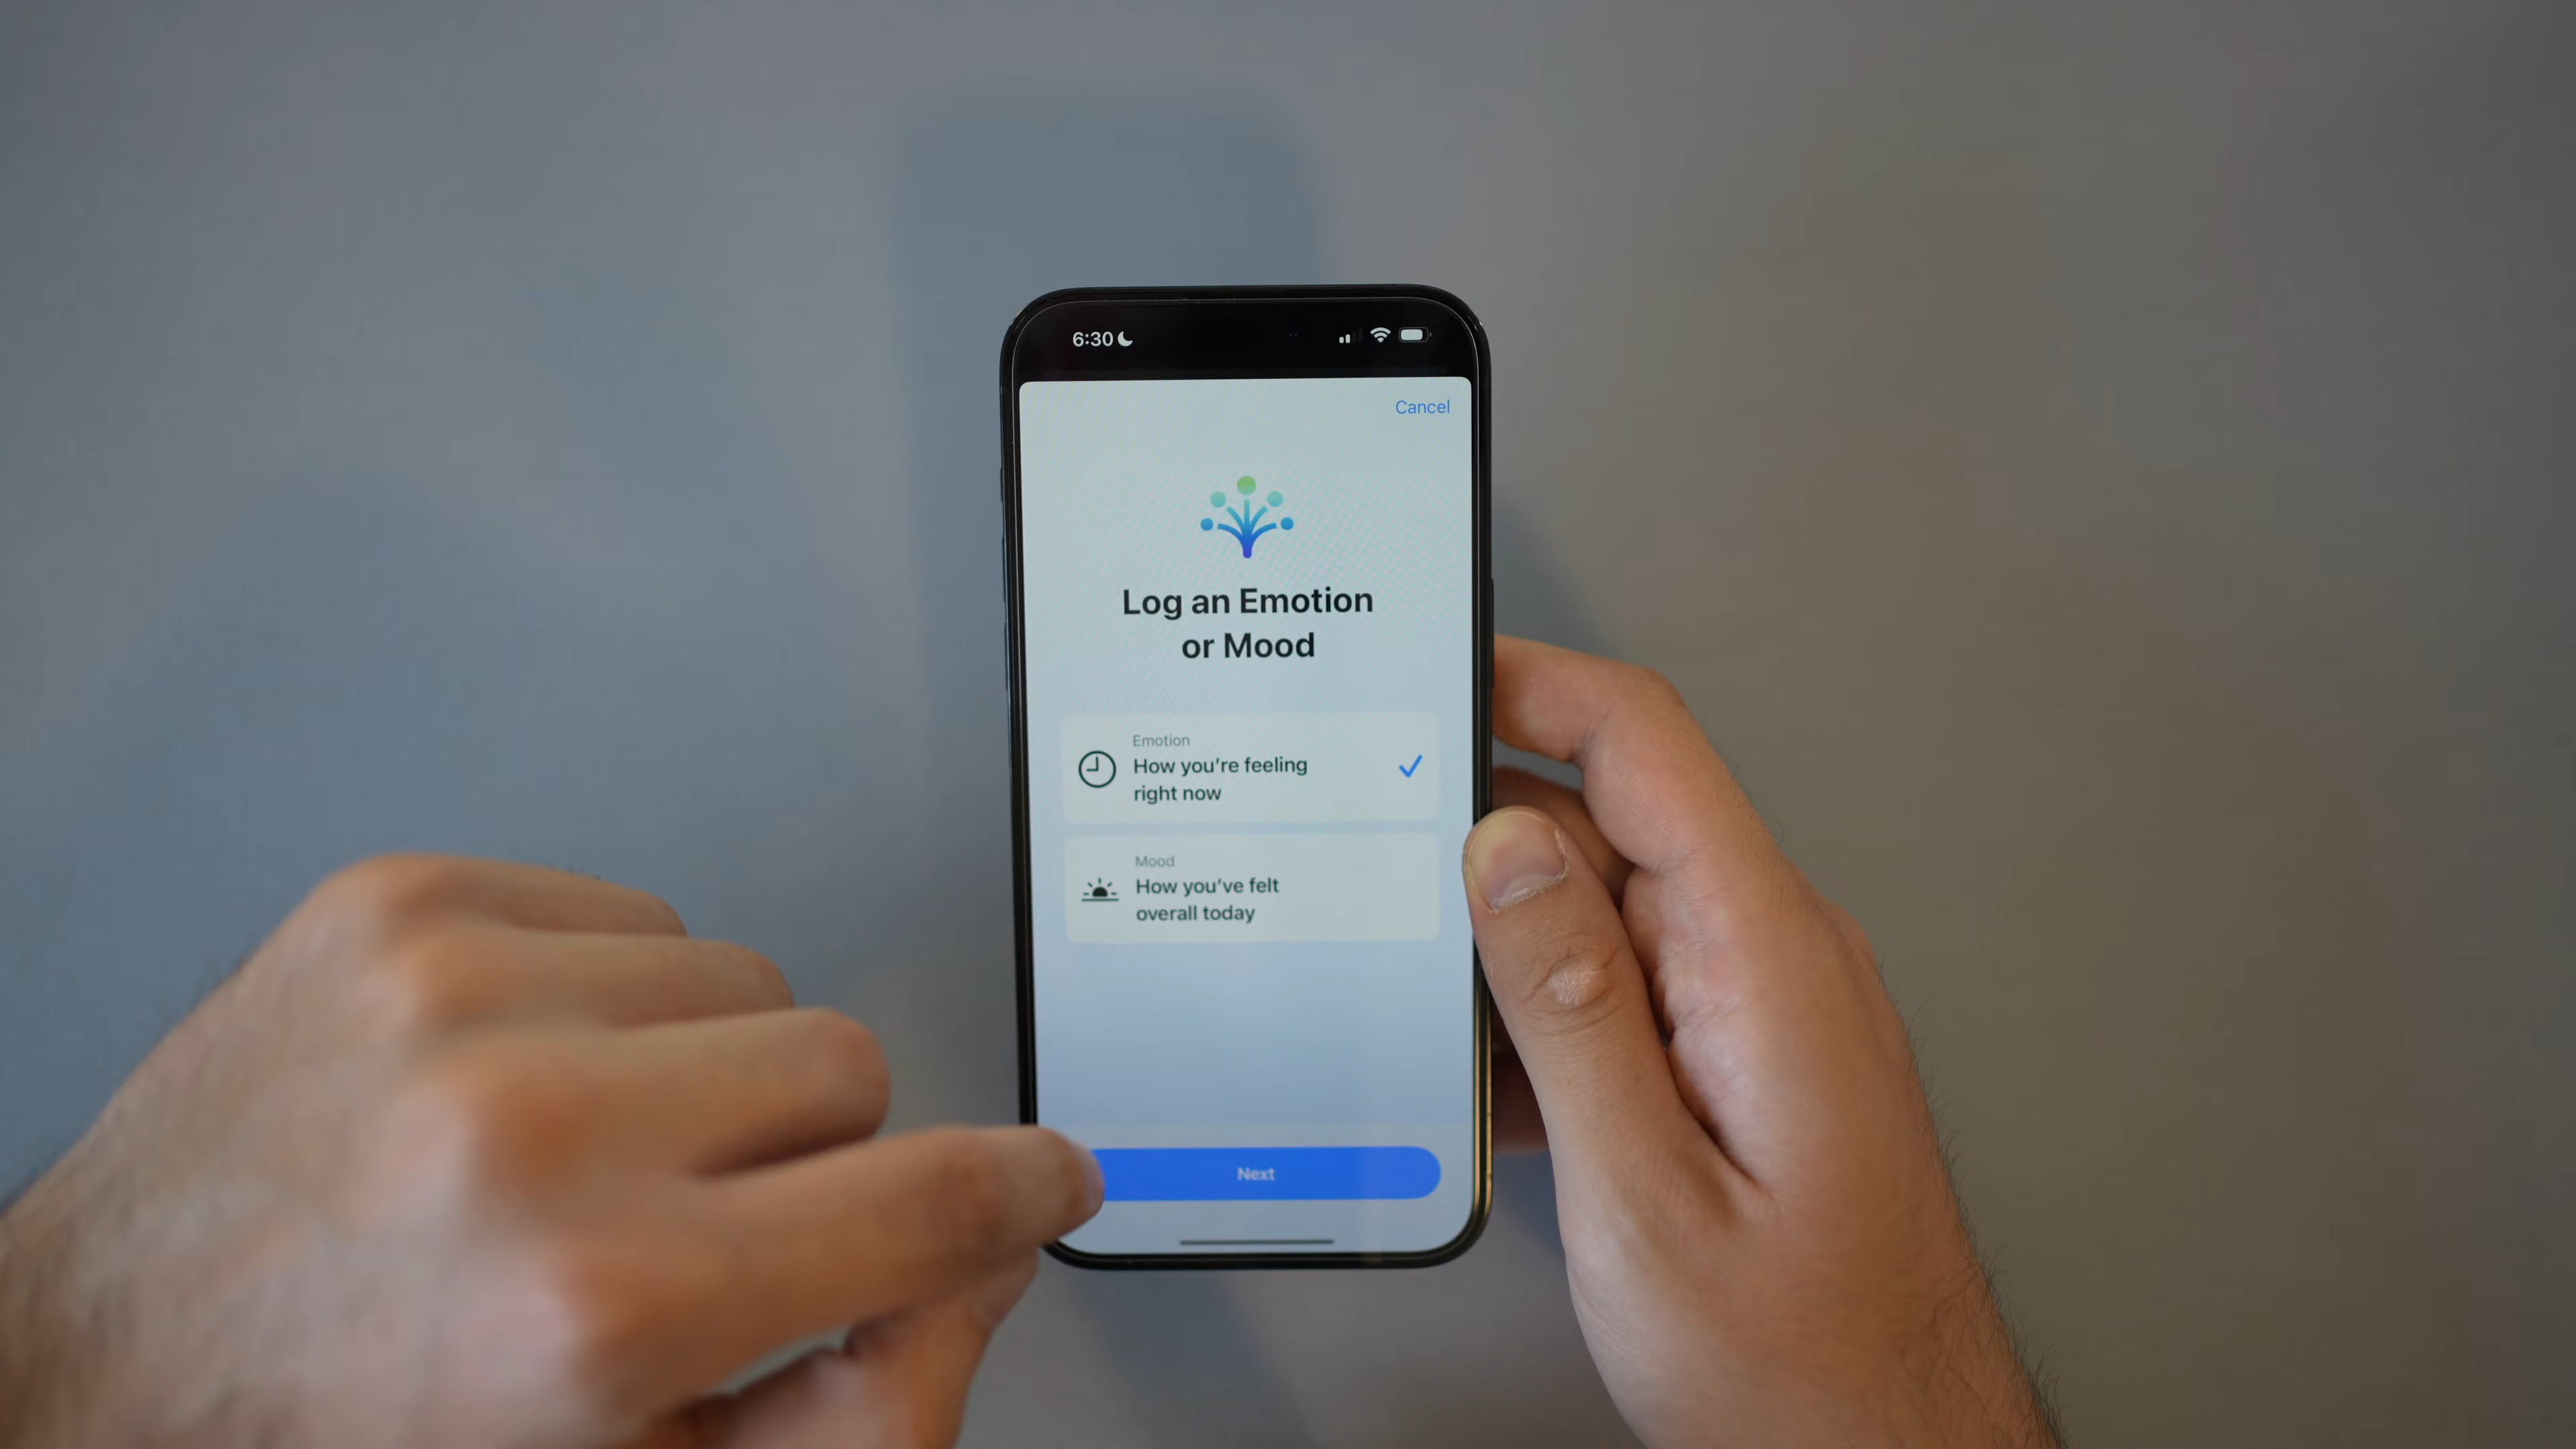 6:30
Cancel
Log an Emotion
or Mood
Emotion
How you're feeling
right now
Mood
How you've felt
overall today
Next